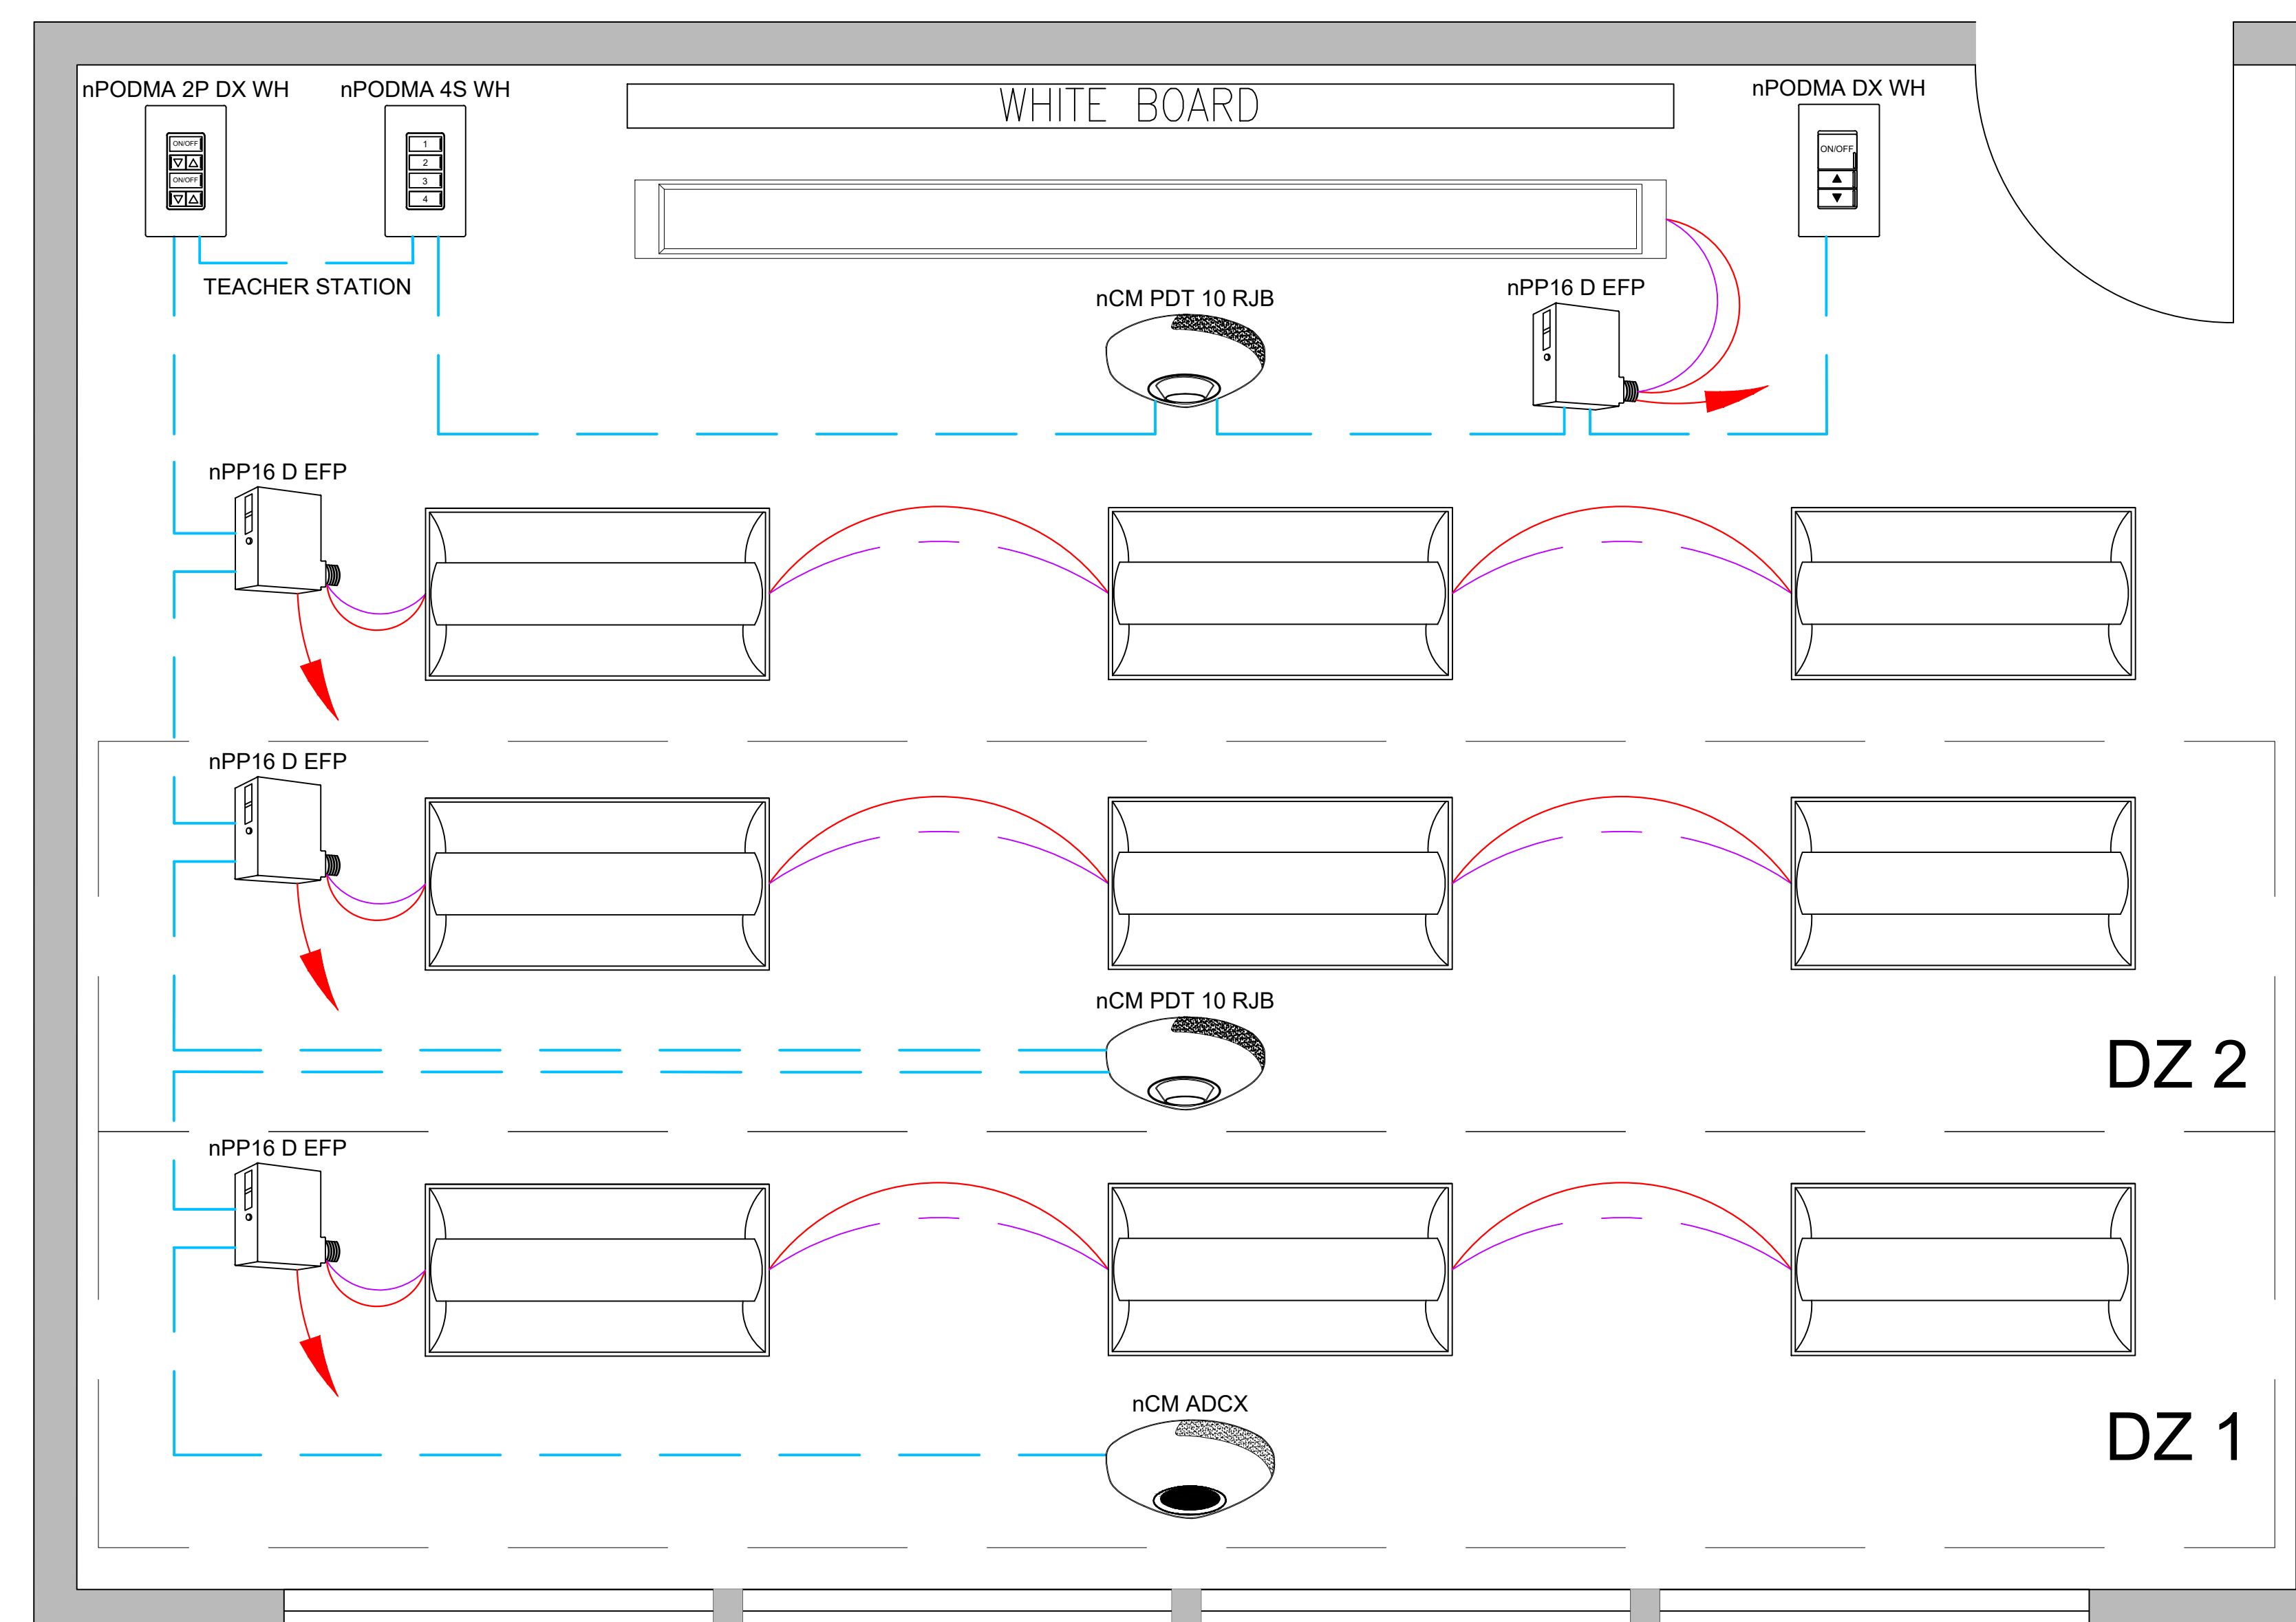 nPODMA 2P DX WH
nPODMA 4S WH
WHITE BOARD
nPODMA DX WH
ON/OFF
ON/OFF
1
2
3
4
ON/OFF
TEACHER STATION
nCM PDT 10 RJB
nPP16 D EFP
nPP16 D EFP
nPP16 D EFP
nCM PDT 10 RJB
DZ 2
nPP16 D EFP
nCM ADCX
DZ 1